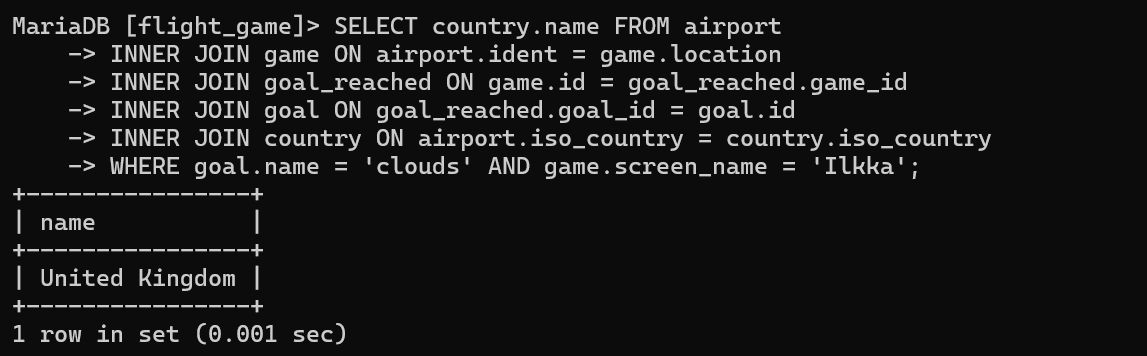 MariaDB [flight_game]> SELECT country.name FROM airport
    -> INNER JOIN game ON airport.ident = game.location
    -> INNER JOIN goal_reached ON game.id = goal_reached.game_id
    -> INNER JOIN goal ON goal_reached.goal_id = goal.id
    -> INNER JOIN country ON airport.iso_country = country.iso_country
    -> WHERE goal.name = 'clouds' AND game.screen_name = 'Ilkka';
+----------------+
| name           |
+----------------+
| United Kingdom |
+----------------+
1 row in set (0.001 sec)